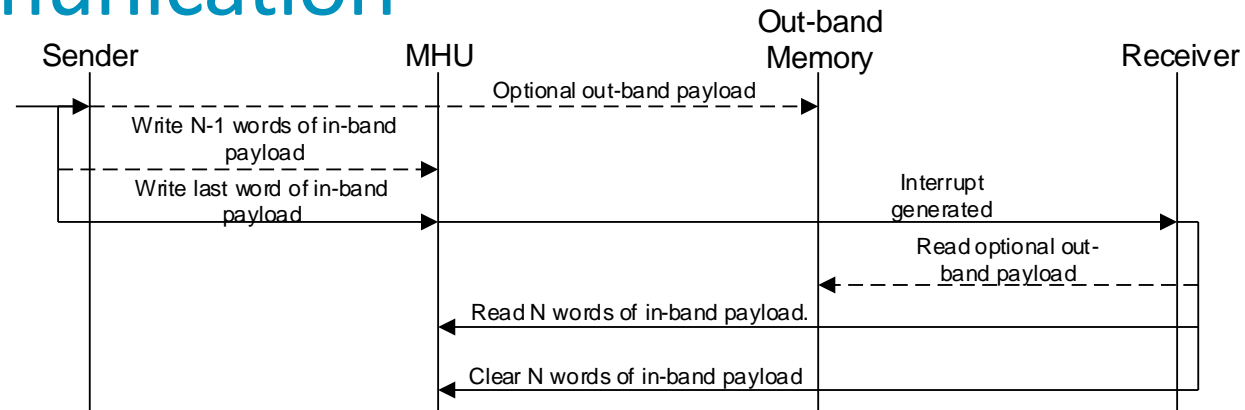 Out-band
Sender
MHU
Memory
Receiver
Optional out-band payload
Write N-1 words of in-band
payload
Write last word of in-band
payload
Interrupt
generated
Read optional out-
band payload
Read N words of in-band payload.
Clear N words of in-band payload